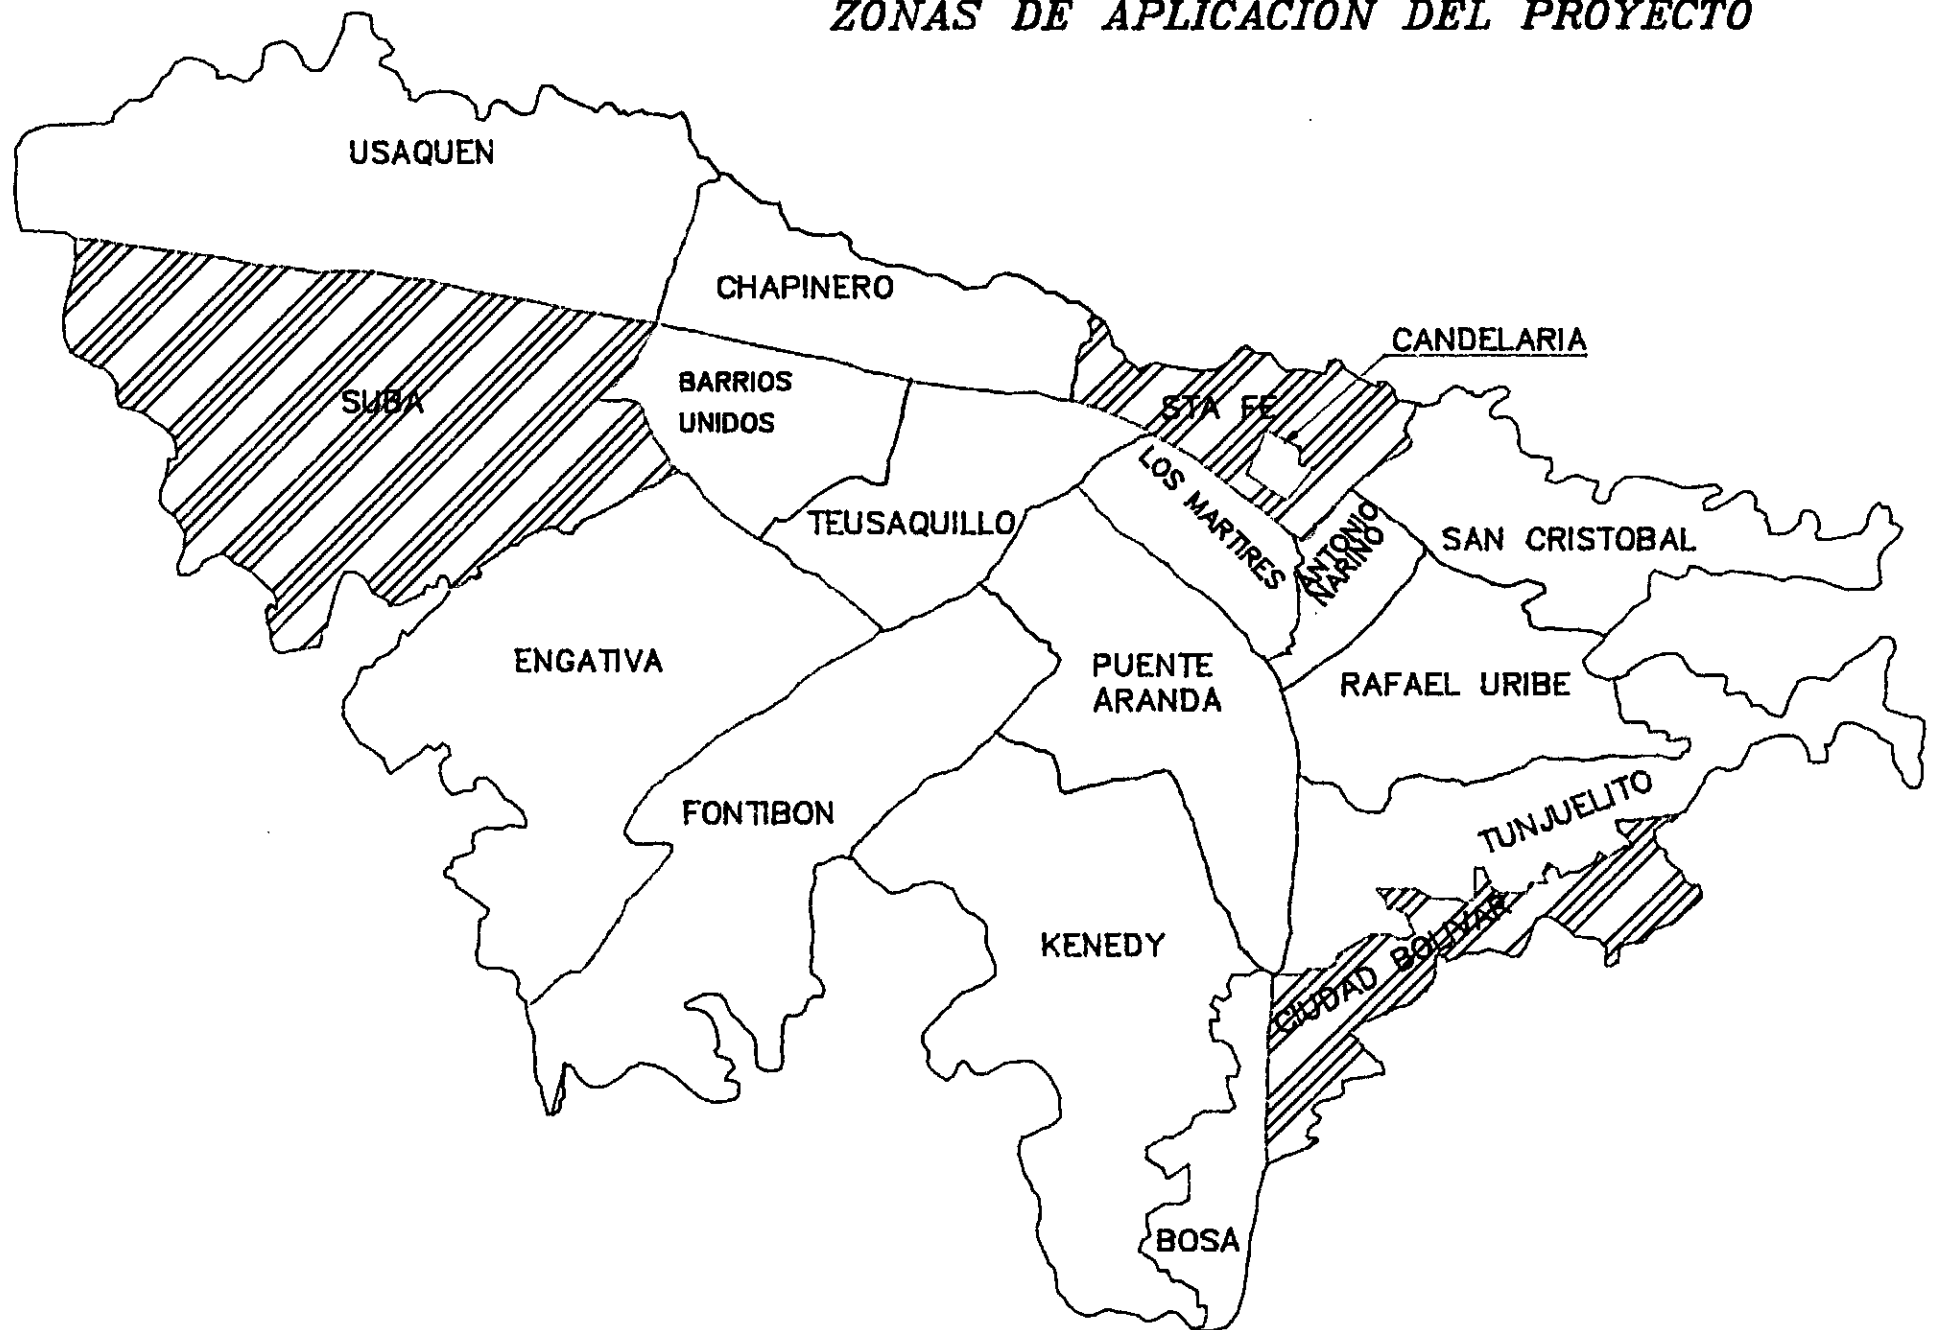 ZONAS DE APLICACION DEL PROYECTO
USAQUEN
CHAPINERO
CANDELARIA
BARRIOS
UNIDOS
SUBA
STA FE
LOS MARTIRES
TEUSAQUILLO
ANTONIO
NARINO
SAN CRISTOBAL
ENGATIVA
PUENTE
ARANDA
RAFAEL URIBE
FONTIBON
TUNJUELITO
KENEDY
CIUDAD BOLIVAR
BOSA